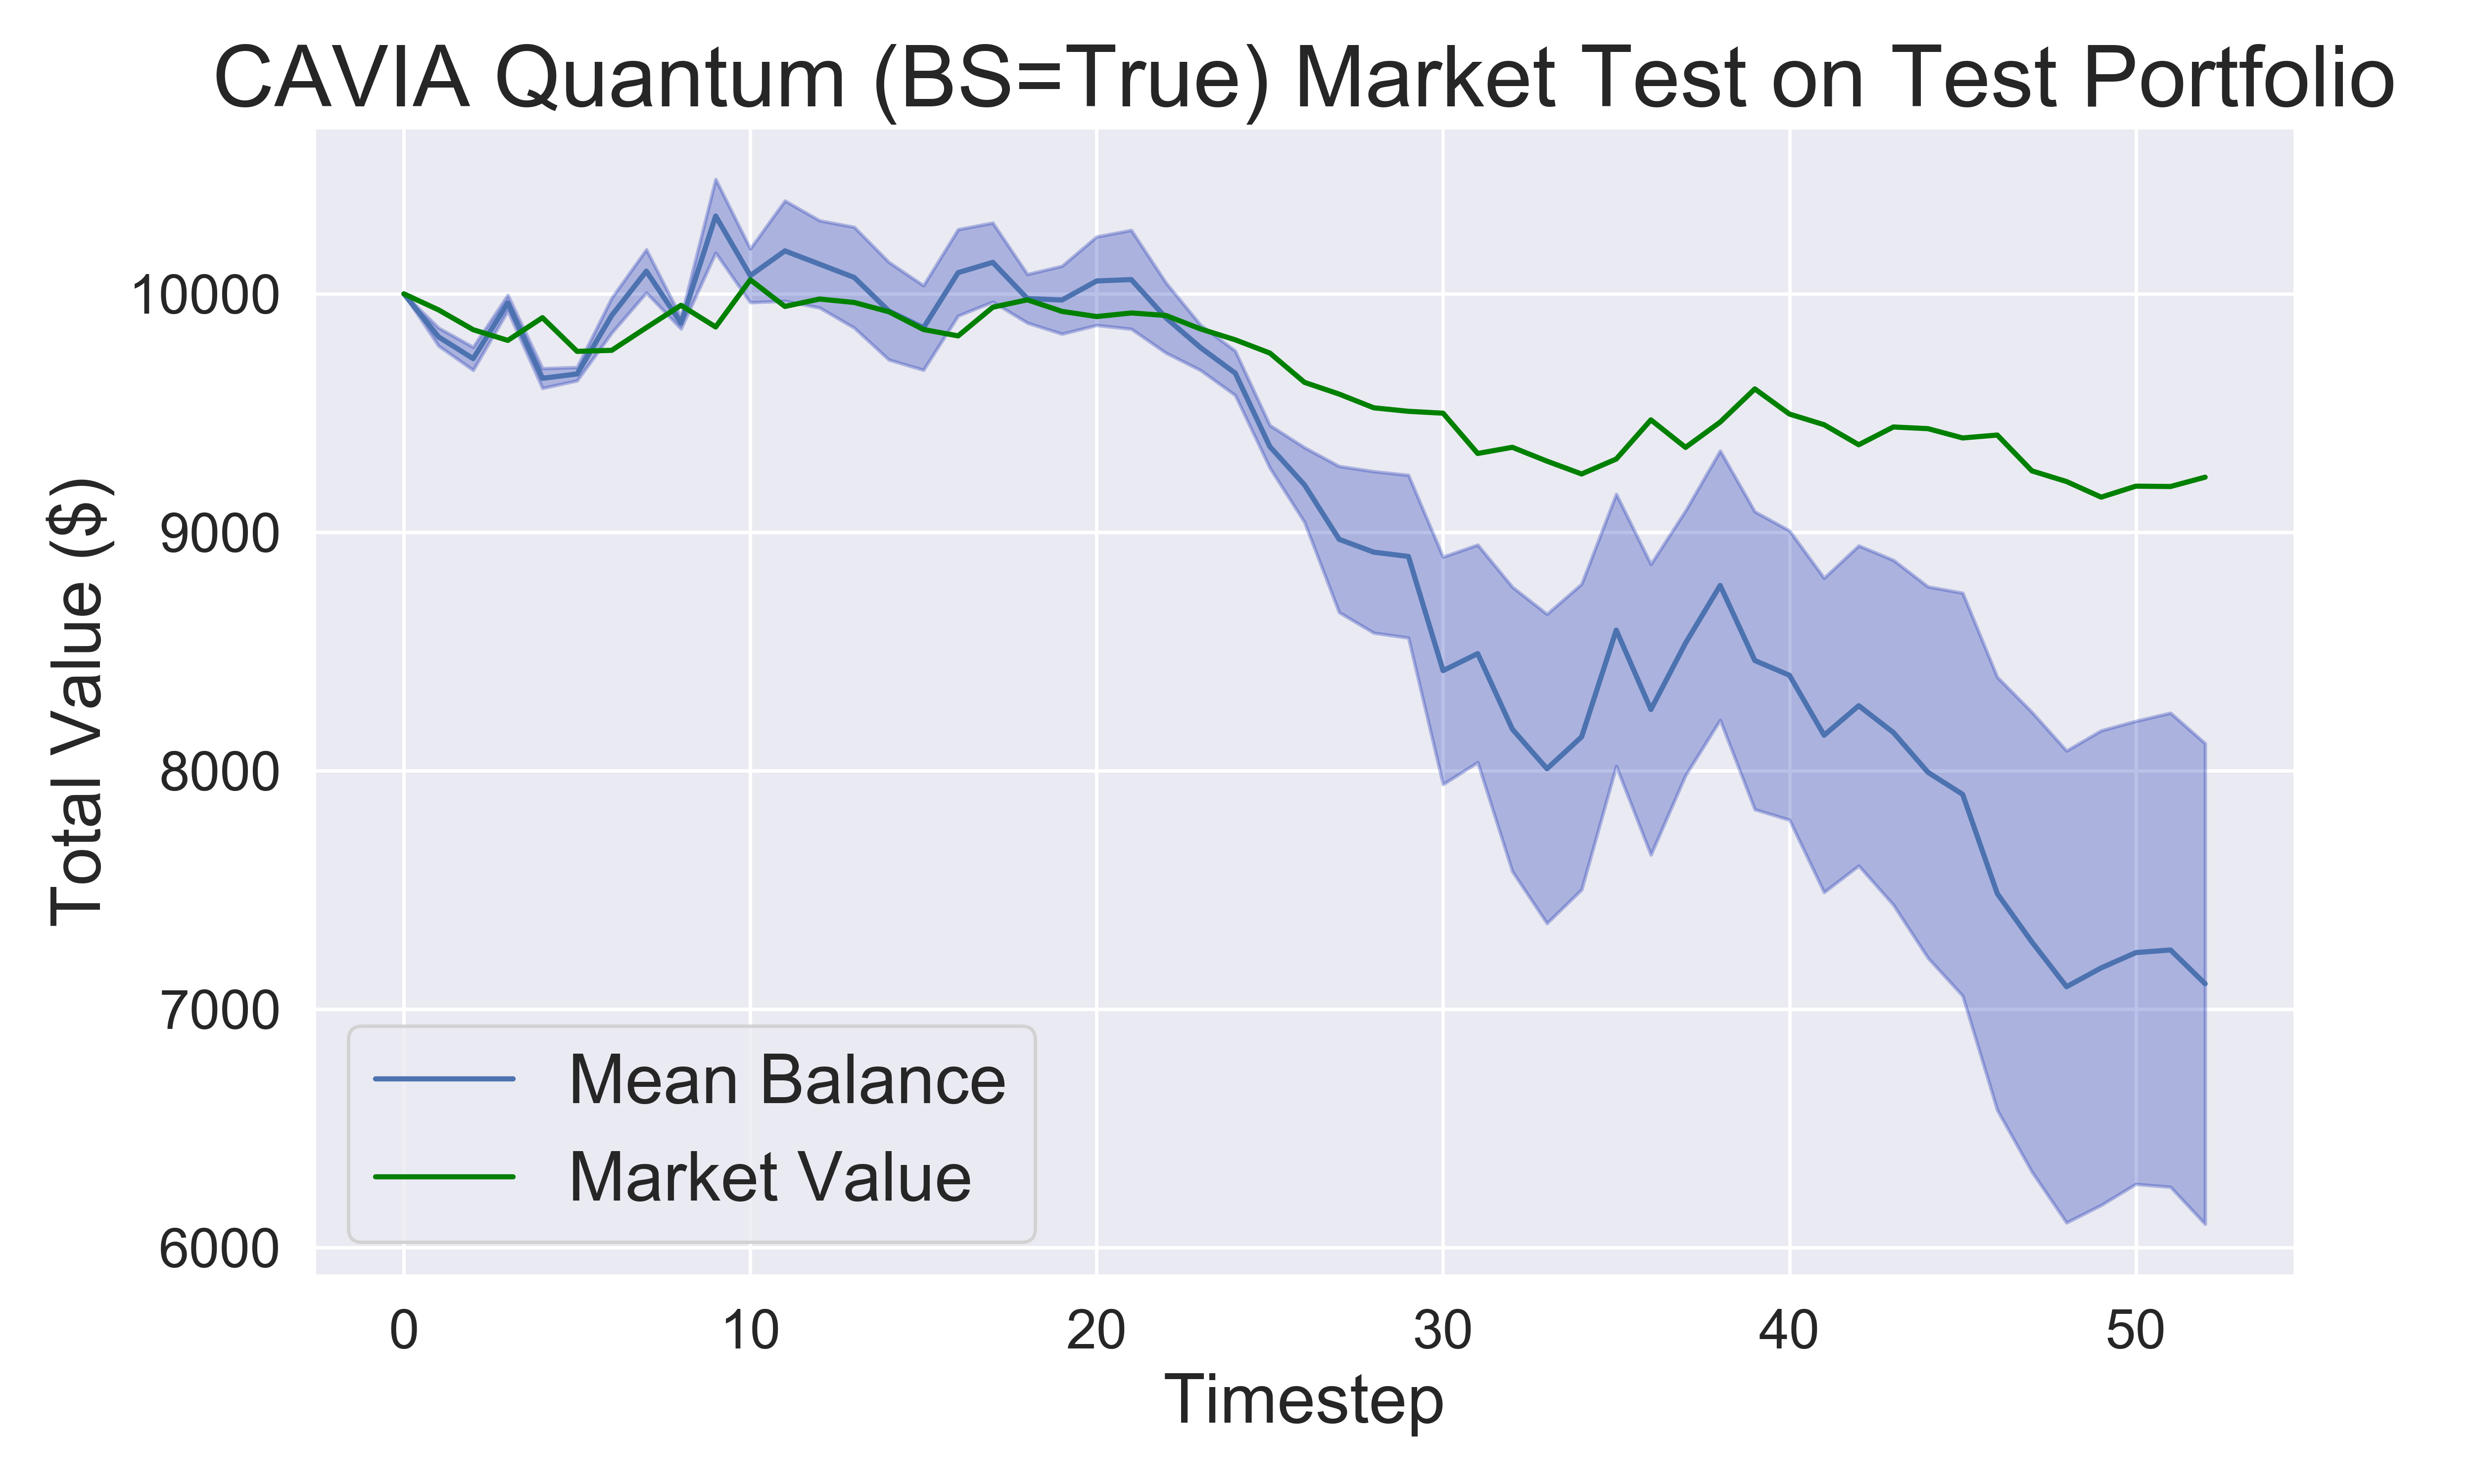 CAVIA Quantum (BS=True) Market Test on Test Portfolio
Total Value ($)
10000
9000
8000
7000
6000
Mean Balance
Market Value
0 10 20 30 40 50
Timestep